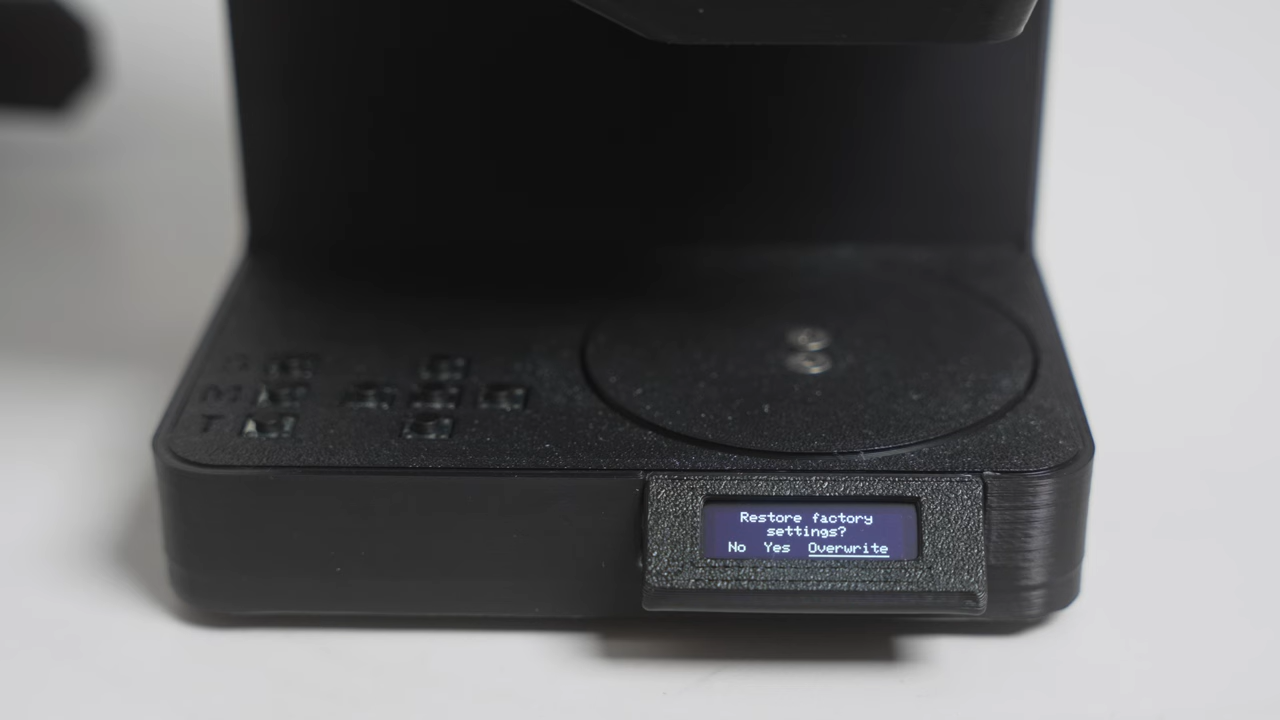 M
T
Restore factory
settings?
No Yes Overwrite